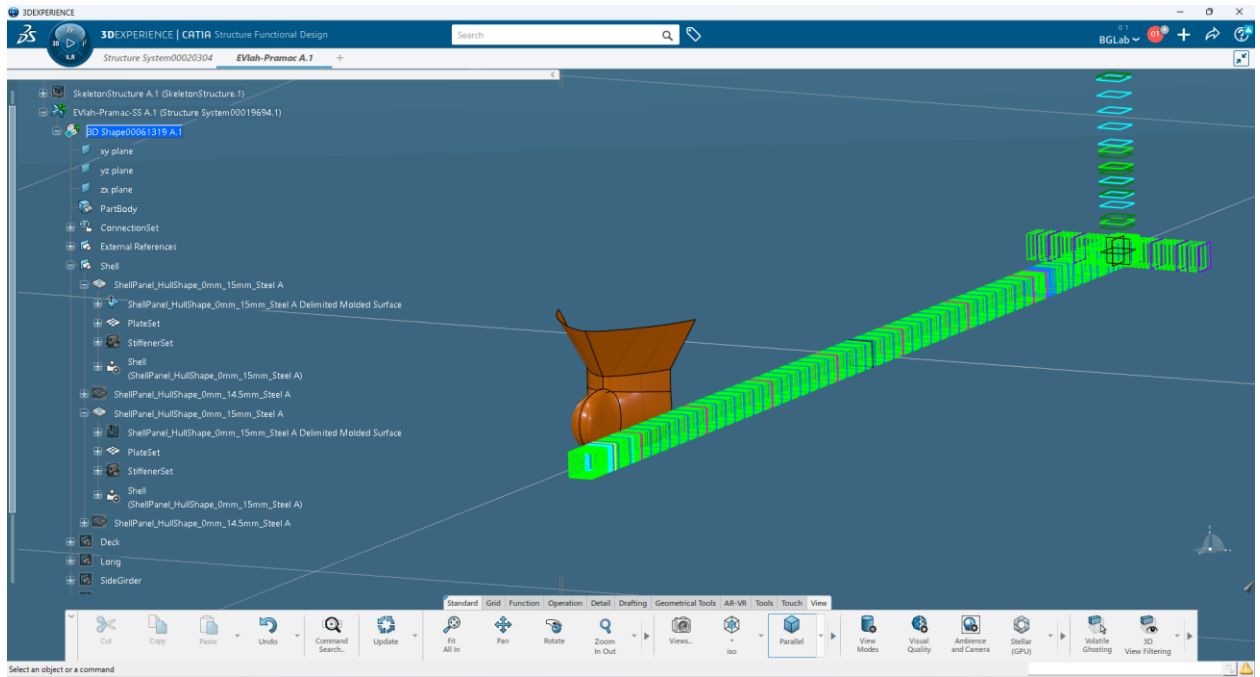 3DEXPERIENCE
3DEXPERIENCE | CATIA Structure Functional Design
Search
BGLab
3D
V.R
Structure System00020304
EVlah-Pramac A.1
SkeletonStructure A.1 (SkeletonStructure.1)
EVlah-Pramac-SS A.1 (Structure System00019694.1)
3D Shape00061319 A.1
xy plane
yz plane
zx plane
PartBody
ConnectionSet
External References
Shell
ShellPanel_HullShape_0mm_15mm_Steel A
ShellPanel_HullShape_0mm_15mm_Steel A Delimited Molded Surface
PlateSet
StiffenerSet
Shell
(ShellPanel_HullShape_0mm_15mm_Steel A)
ShellPanel_HullShape_0mm_14.5mm_Steel A
ShellPanel_HullShape_0mm_15mm_Steel A
ShellPanel_HullShape_0mm_15mm_Steel A Delimited Molded Surface
PlateSet
StiffenerSet
Shell
(ShellPanel_HullShape_0mm_15mm_Steel A)
ShellPanel_HullShape_0mm_14.5mm_Steel A
Deck
Long
SideGirder
Standard Grid Function Operation Detail Drafting Geometrical Tools AR-VR Tools Touch View
Cut
Copy
Paste
Undo
Command
Search..
Update
Fit
All In
Pan
Rotate
Zoom
In Out
Views..
iso
Parallel
View
Modes
Visual
Quality
Ambience
and Camera
Stellar
(GPU)
Volatile
Ghosting
3D
View Filtering
Select an object or a command